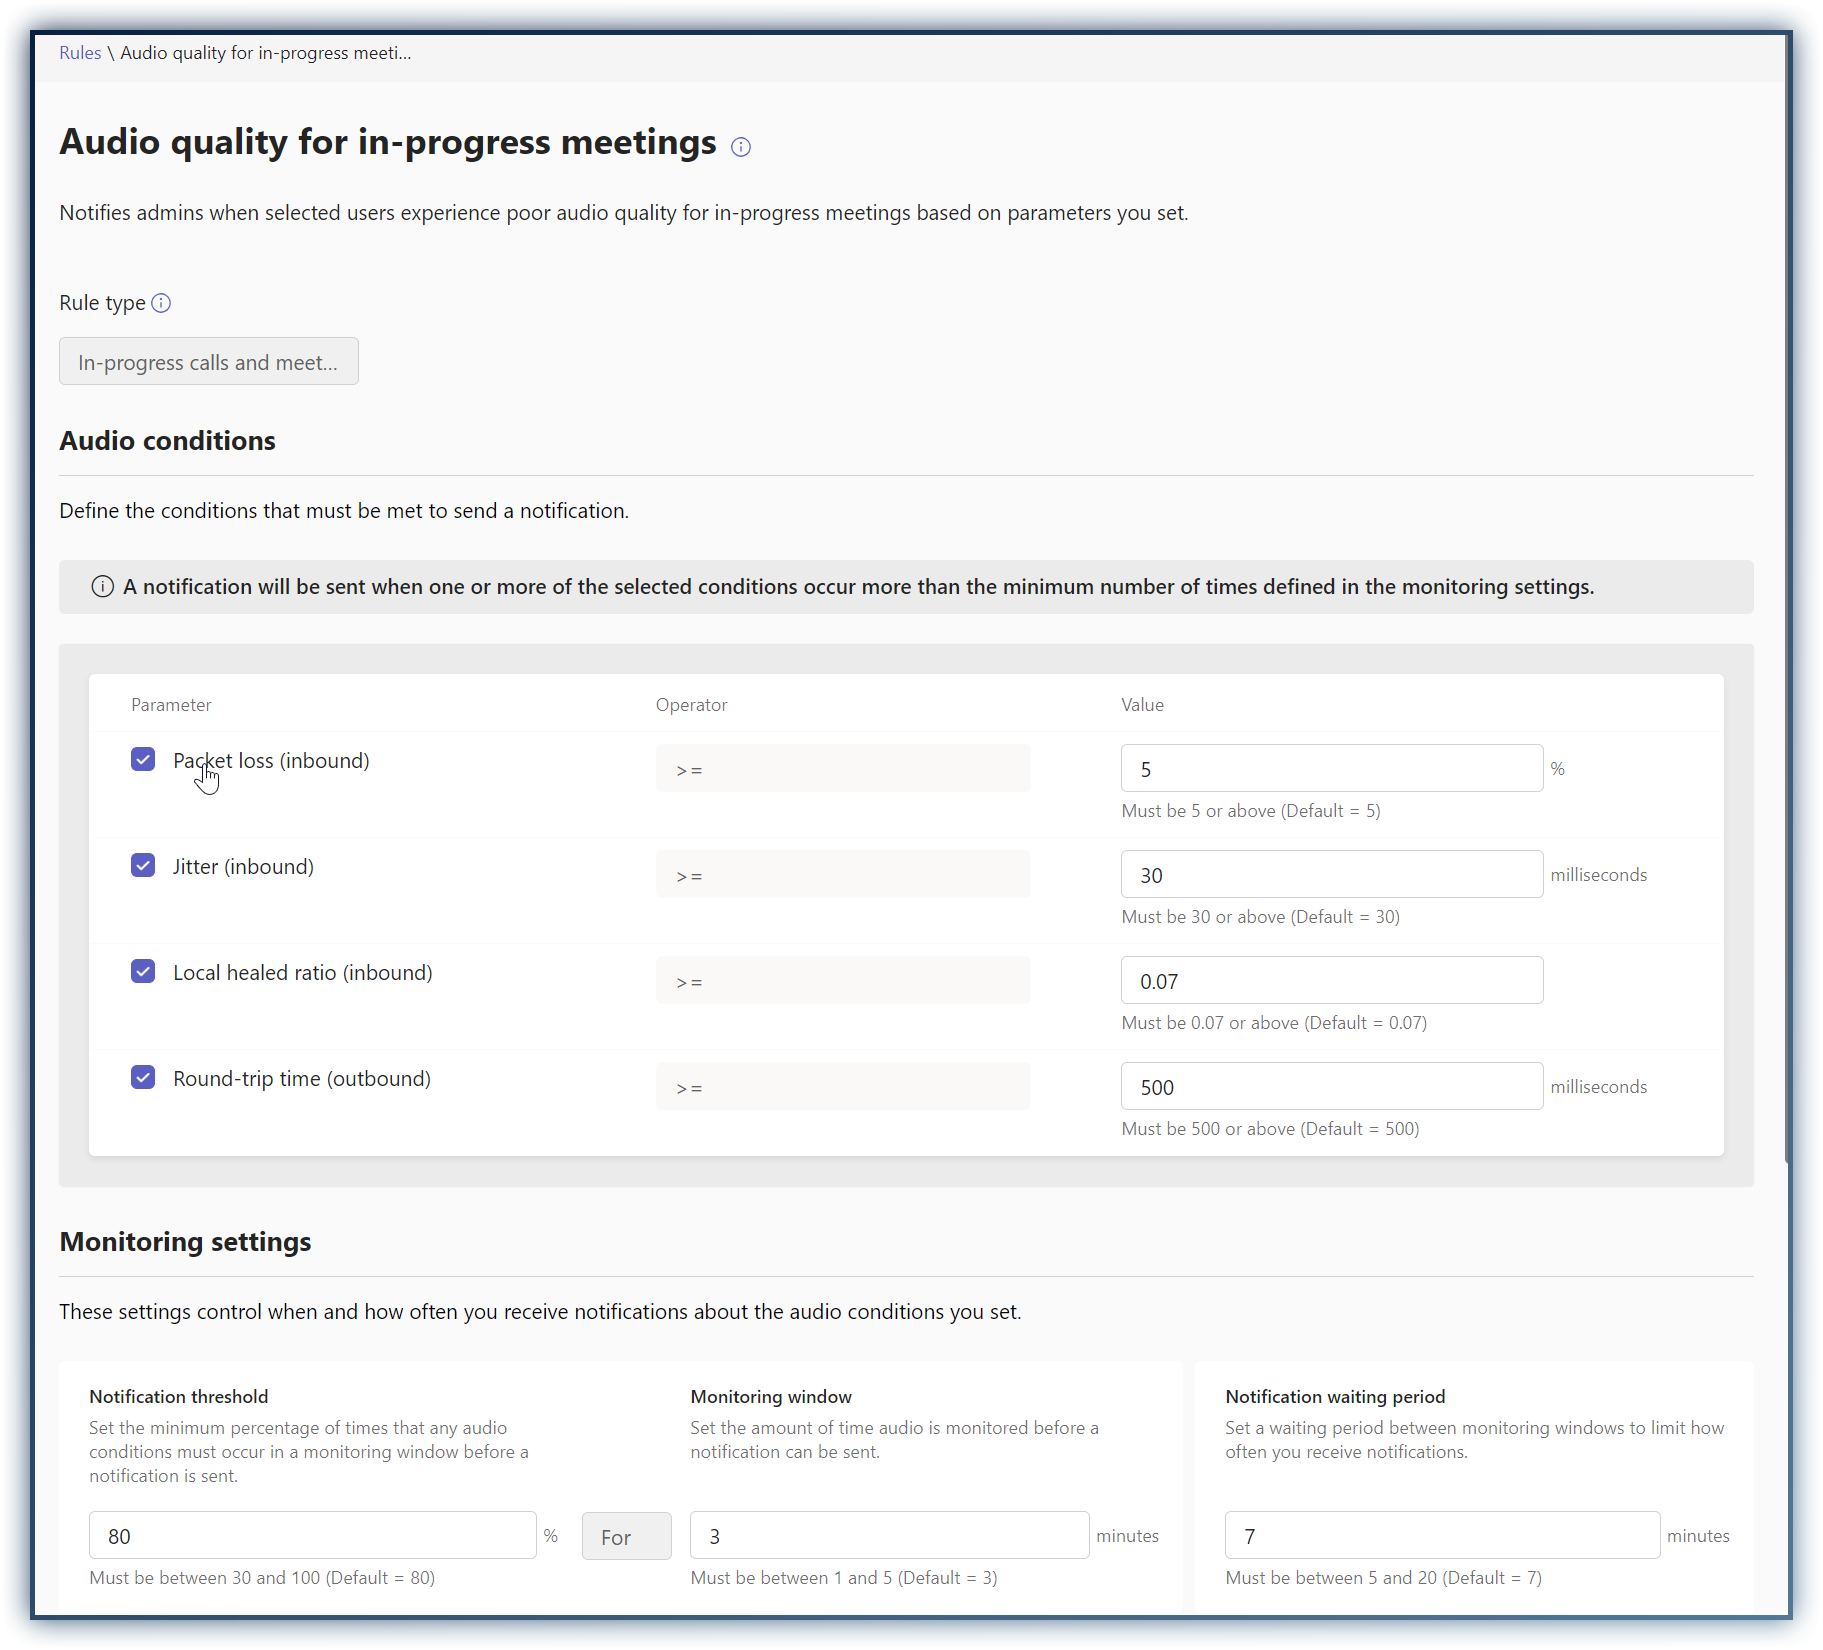 Rules \ Audio quality for in-progress meeti...
Audio quality for in-progress meetings
Notifies admins when selected users experience poor audio quality for in-progress meetings based on parameters you set.
Rule type
In-progress calls and meet...
Audio conditions
Define the conditions that must be met to send a notification.
A notification will be sent when one or more of the selected conditions occur more than the minimum number of times defined in the monitoring settings.
Parameter Operator Value
Packet loss (inbound) >= 5 %
Must be 5 or above (Default = 5)
Jitter (inbound) >= 30 milliseconds
Must be 30 or above (Default = 30)
Local healed ratio (inbound) >= 0.07
Must be 0.07 or above (Default = 0.07)
Round-trip time (outbound) >= 500 milliseconds
Must be 500 or above (Default = 500)
Monitoring settings
These settings control when and how often you receive notifications about the audio conditions you set.
Notification threshold
Set the minimum percentage of times that any audio
conditions must occur in a monitoring window before a
notification is sent.
80 %
Must be between 30 and 100 (Default = 80)
For
Monitoring window
Set the amount of time audio is monitored before a
notification can be sent.
3 minutes
Must be between 1 and 5 (Default = 3)
Notification waiting period
Set a waiting period between monitoring windows to limit how
often you receive notifications.
7 minutes
Must be between 5 and 20 (Default = 7)